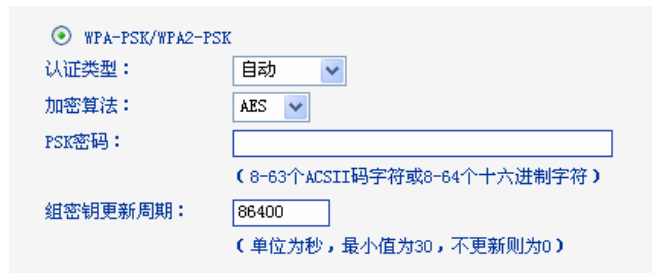 WPA-PSK/WPA2-PSK
认证类型： 自动
加密算法： AES
PSK密码：
（8-63个ACSII码字符或8-64个十六进制字符）
组密钥更新周期： 86400
（单位为秒，最小值为30，不更新则为0）